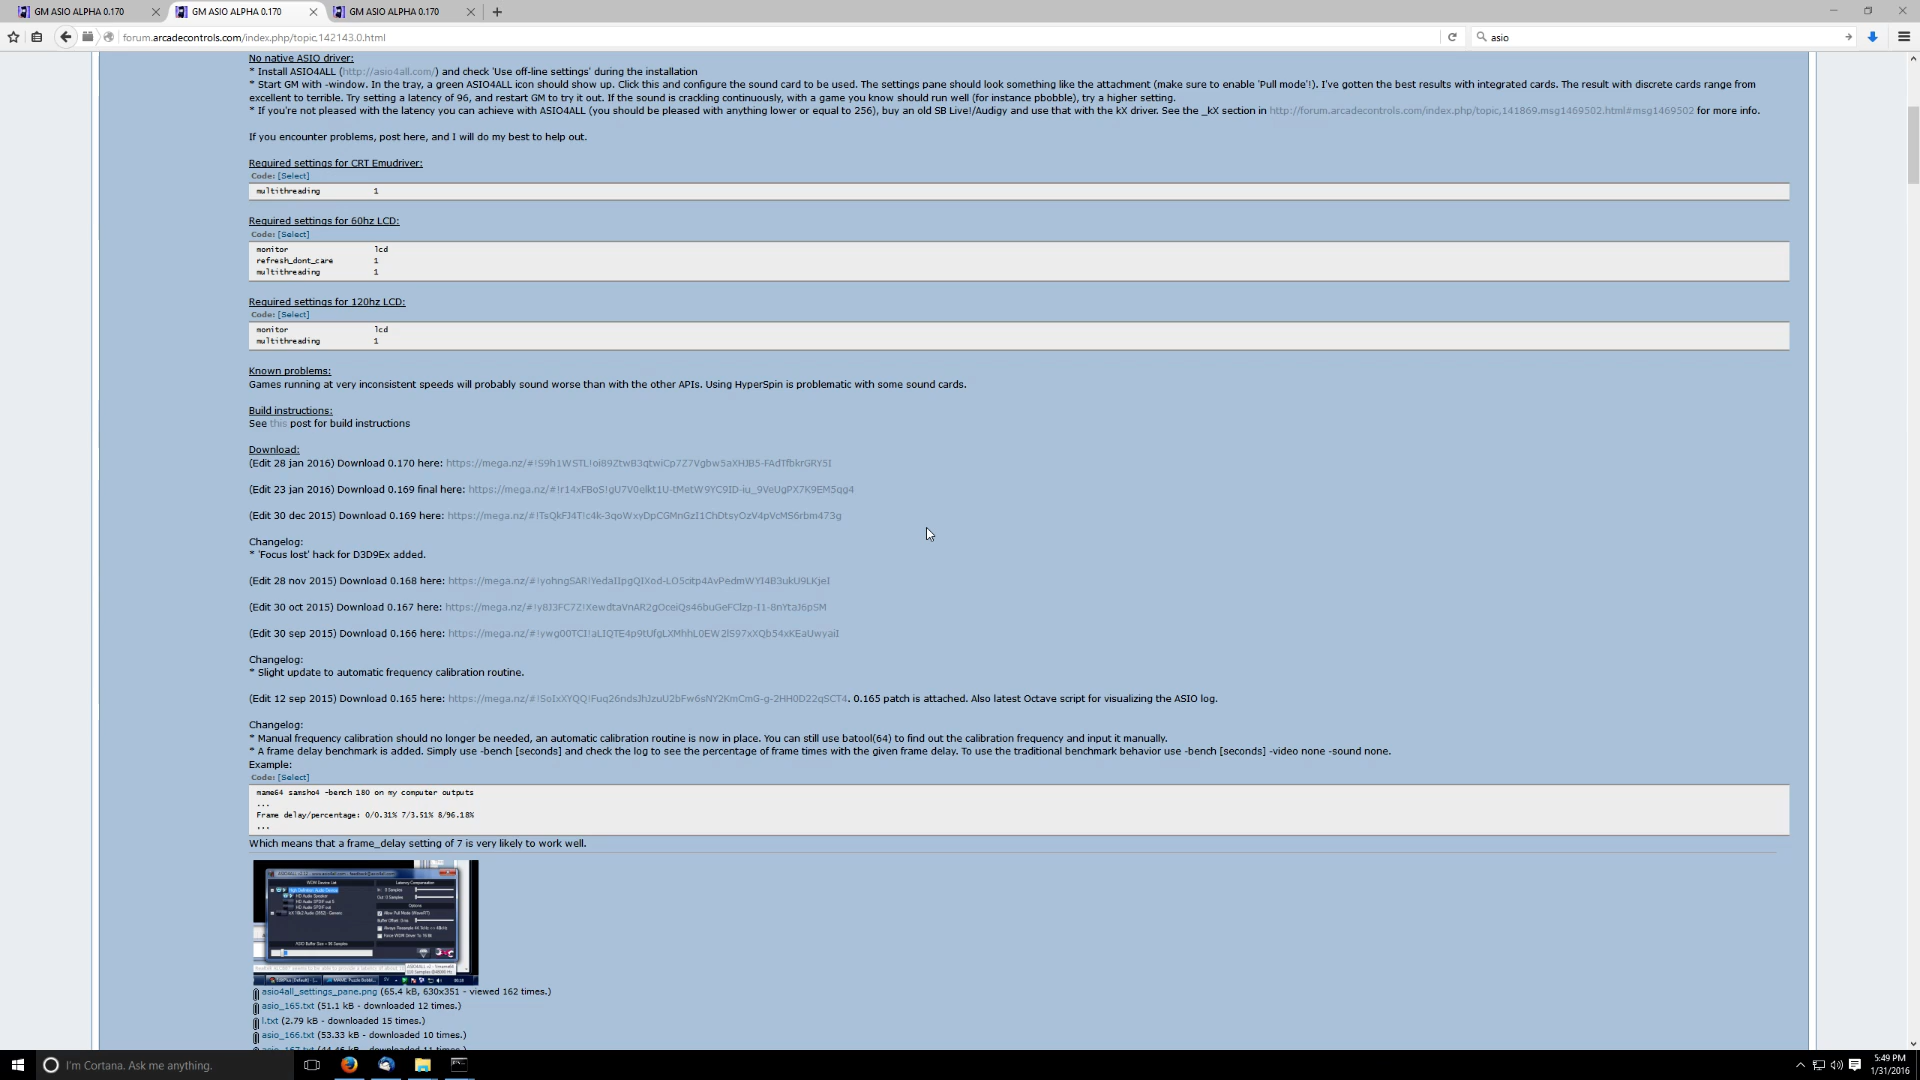 GM ASIO ALPHA 0.170
GM ASIO ALPHA 0.170
GM ASIO ALPHA 0.170
forum.arcadecontrols.com/index.php/topic,142143.0.html
asio
No native ASIO driver:
* Install ASIO4ALL (http://asio4all.com/) and check 'Use off-line settings' during the installation
* Start GM with -window. In the tray, a green ASIO4ALL icon should show up. Click this and configure the sound card to be used. The settings pane should look something like the attachment (make sure to enable 'Pull mode'!). I've gotten the best results with integrated cards. The result with discrete cards range from
excellent to terrible. Try setting a latency of 96, and restart GM to try it out. If the sound is crackling continuously, with a game you know should run well (for instance pbobble), try a higher setting.
* If you're not pleased with the latency you can achieve with ASIO4ALL (you should be pleased with anything lower or equal to 256), buy an old SB Live!/Audigy and use that with the kX driver. See the _kX section in http://forum.arcadecontrols.com/index.php/topic,141869.msg1469502.html#msg1469502 for more info.
If you encounter problems, post here, and I will do my best to help out.
Required settings for CRT Emudriver:
Code: [Select]
multithreading 1
Required settings for 60hz LCD:
Code: [Select]
monitor lcd
refresh_dont_care 1
multithreading 1
Required settings for 120hz LCD:
Code: [Select]
monitor lcd
multithreading 1
Known problems:
Games running at very inconsistent speeds will probably sound worse than with the other APIs. Using HyperSpin is problematic with some sound cards.
Build instructions:
See this post for build instructions
Download:
(Edit 28 jan 2016) Download 0.170 here:
(Edit 23 jan 2016) Download 0.169 final here:
(Edit 30 dec 2015) Download 0.169 here:
Changelog:
* 'Focus lost' hack for D3D9Ex added.
(Edit 28 nov 2015) Download 0.168 here:
(Edit 30 oct 2015) Download 0.167 here:
(Edit 30 sep 2015) Download 0.166 here:
Changelog:
* Slight update to automatic frequency calibration routine.
(Edit 12 sep 2015) Download 0.165 here: . 0.165 patch is attached. Also latest Octave script for visualizing the ASIO log.
Changelog:
* Manual frequency calibration should no longer be needed, an automatic calibration routine is now in place. You can still use batool(64) to find out the calibration frequency and input it manually.
* A frame delay benchmark is added. Simply use -bench [seconds] and check the log to see the percentage of frame times with the given frame delay. To use the traditional benchmark behavior use -bench [seconds] -video none -sound none.
Example:
Code: [Select]
mame64 samsho4 -bench 180 on my computer outputs
...
Frame delay/percentage: 0/0.31% 7/3.51% 8/96.18%
...
Which means that a frame_delay setting of 7 is very likely to work well.
asio4all_settings_pane.png (65.4 kB, 630x351 - viewed 162 times.)
asio_165.txt (51.1 kB - downloaded 12 times.)
l.txt (2.79 kB - downloaded 15 times.)
asio_166.txt (53.33 kB - downloaded 10 times.)
I'm Cortana. Ask me anything.
5:49 PM
1/31/2016